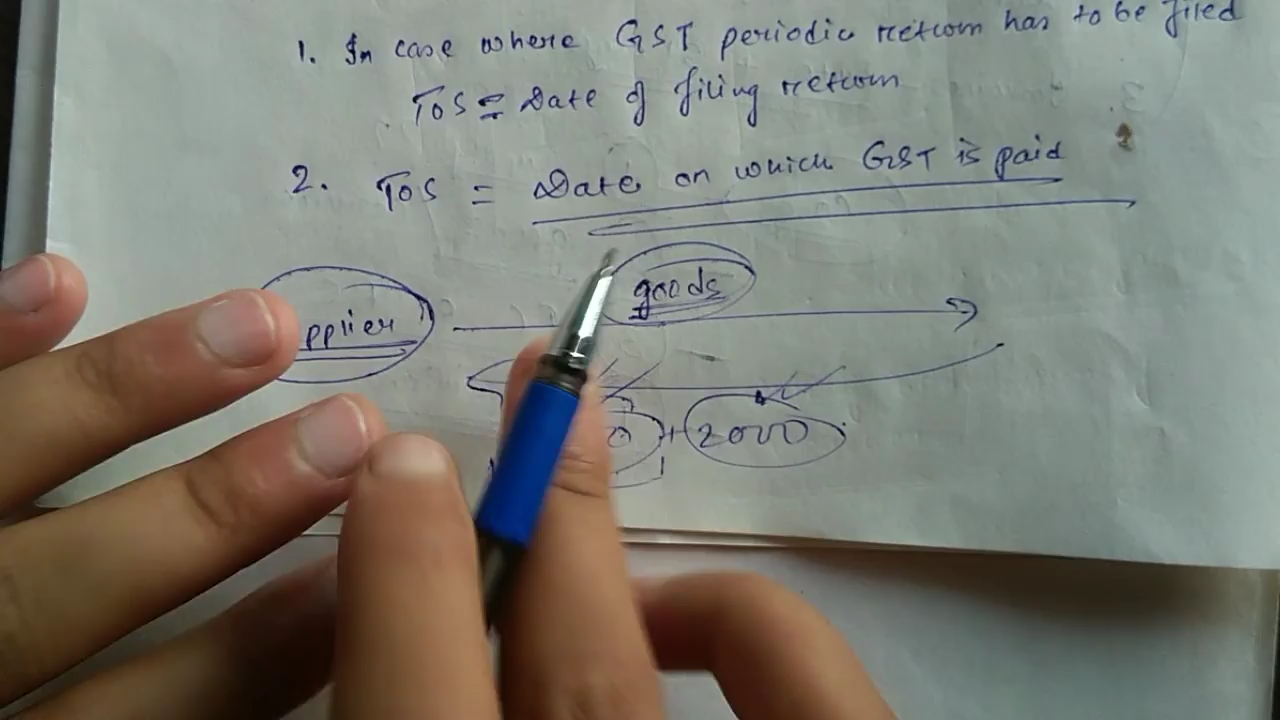 1. In case where GST periodic return has to be filed
TOS = Date of filing return
2. TOS = Date on which GST is paid
goods
pplier
+ 2000